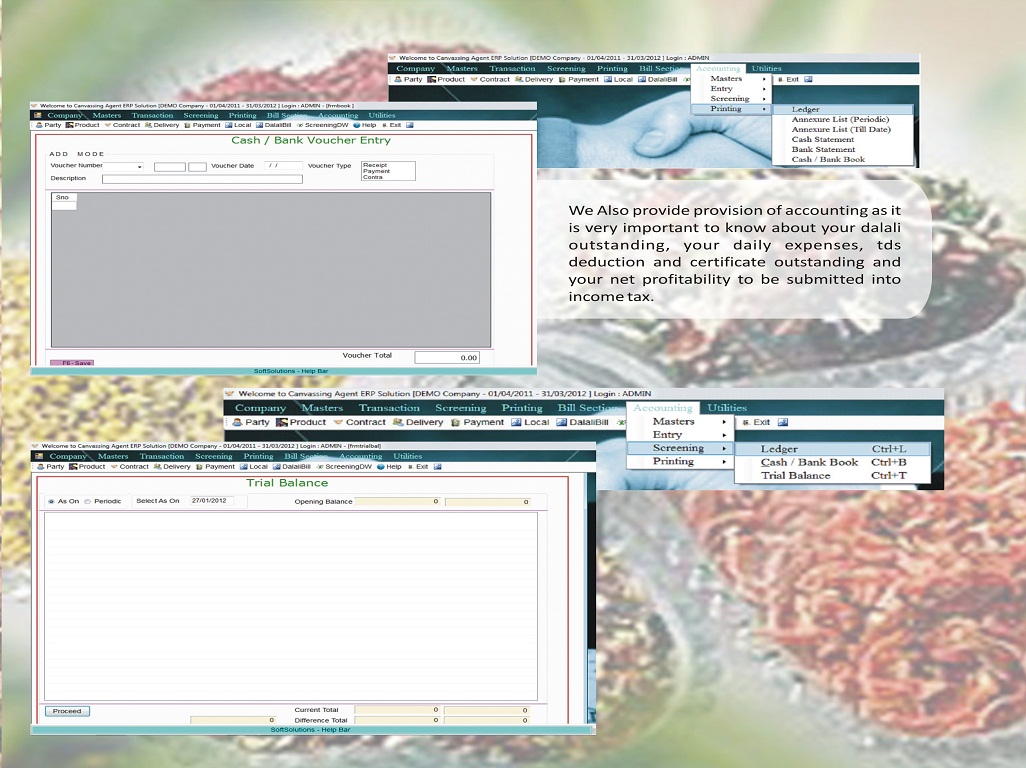 Welcome to Canvassing Agent ERP Solution [DEMO Company - 01/04/2011 - 31/03/2012 ] Login : ADMIN
Company Masters Transaction Screening Printing Bill Section Accounting Utilities
Party Product Contract Delivery Payment Local DalaliBill Exit
Masters
Entry
Screening
Printing
Ledger
Annexure List (Periodic)
Annexure List (Till Date)
Cash Statement
Bank Statement
Cash / Bank Book
Welcome to Canvassing Agent ERP Solution [DEMO Company - 01/04/2011 - 31/03/2012 ] Login : ADMIN - [frmbook ]
Company Masters Transaction Screening Printing Bill Section Accounting Utilities
Party Product Contract Delivery Payment Local DalaliBill ScreeningDW Help Exit
Cash / Bank Voucher Entry
ADD MODE
Voucher Number Voucher Date / / Voucher Type Receipt
Payment
Contra
Description
Sno
Voucher Total 0.00
F6 - Save
SoftSolutions - Help Bar
We Also provide provision of accounting as it
is very important to know about your dalali
outstanding, your daily expenses, tds
deduction and certificate outstanding and
your net profitability to be submitted into
income tax.
Welcome to Canvassing Agent ERP Solution [DEMO Company - 01/04/2011 - 31/03/2012 ] Login : ADMIN
Company Masters Transaction Screening Printing Bill Section Accounting Utilities
Party Product Contract Delivery Payment Local DalaliBill Exit
Masters
Entry
Screening
Printing
Ledger Ctrl+L
Cash / Bank Book Ctrl+B
Trial Balance Ctrl+T
Welcome to Canvassing Agent ERP Solution [DEMO Company - 01/04/2011 - 31/03/2012 ] Login : ADMIN - [frmtrialbal]
Company Masters Transaction Screening Printing Bill Section Accounting Utilities
Party Product Contract Delivery Payment Local DalaliBill ScreeningDW Help Exit
Trial Balance
As On Periodic Select As On 27/01/2012 Opening Balance 0 0
Proceed Current Total 0 0
0 Difference Total 0 0
SoftSolutions - Help Bar